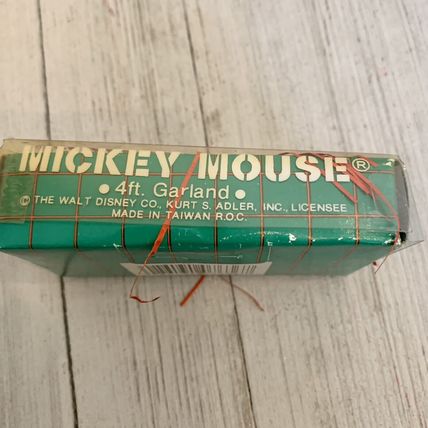 MICKEY MOUSE®
• 4ft. Garland •
© THE WALT DISNEY CO., KURT S. ADLER, INC., LICENSEE
MADE IN TAIWAN R.O.C.